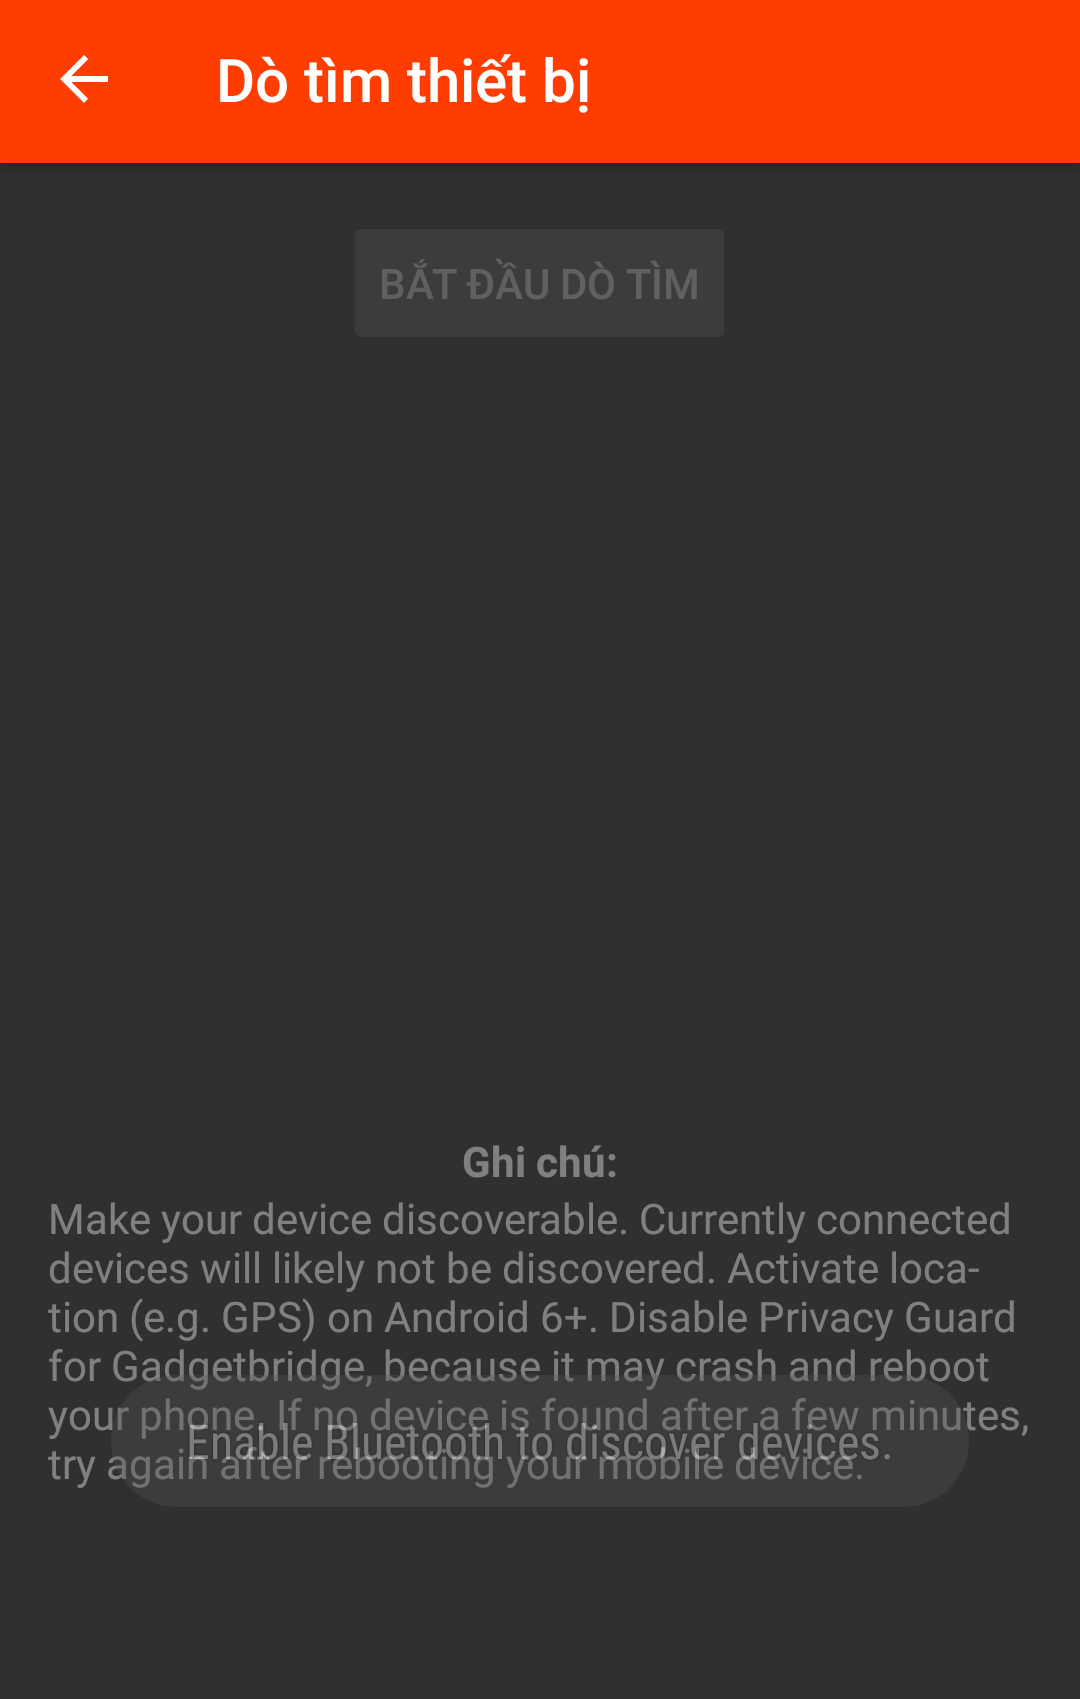 Dò tìm thiết bị
BẮT ĐẦU DÒ TÌM
Ghi chú:
Make your device discoverable. Currently connected
devices will likely not be discovered. Activate loca-
tion (e.g. GPS) on Android 6+. Disable Privacy Guard
for Gadgetbridge, because it may crash and reboot
your phone. If no device is found after a few minutes,
try again after rebooting your mobile device.
Enable Bluetooth to discover devices.